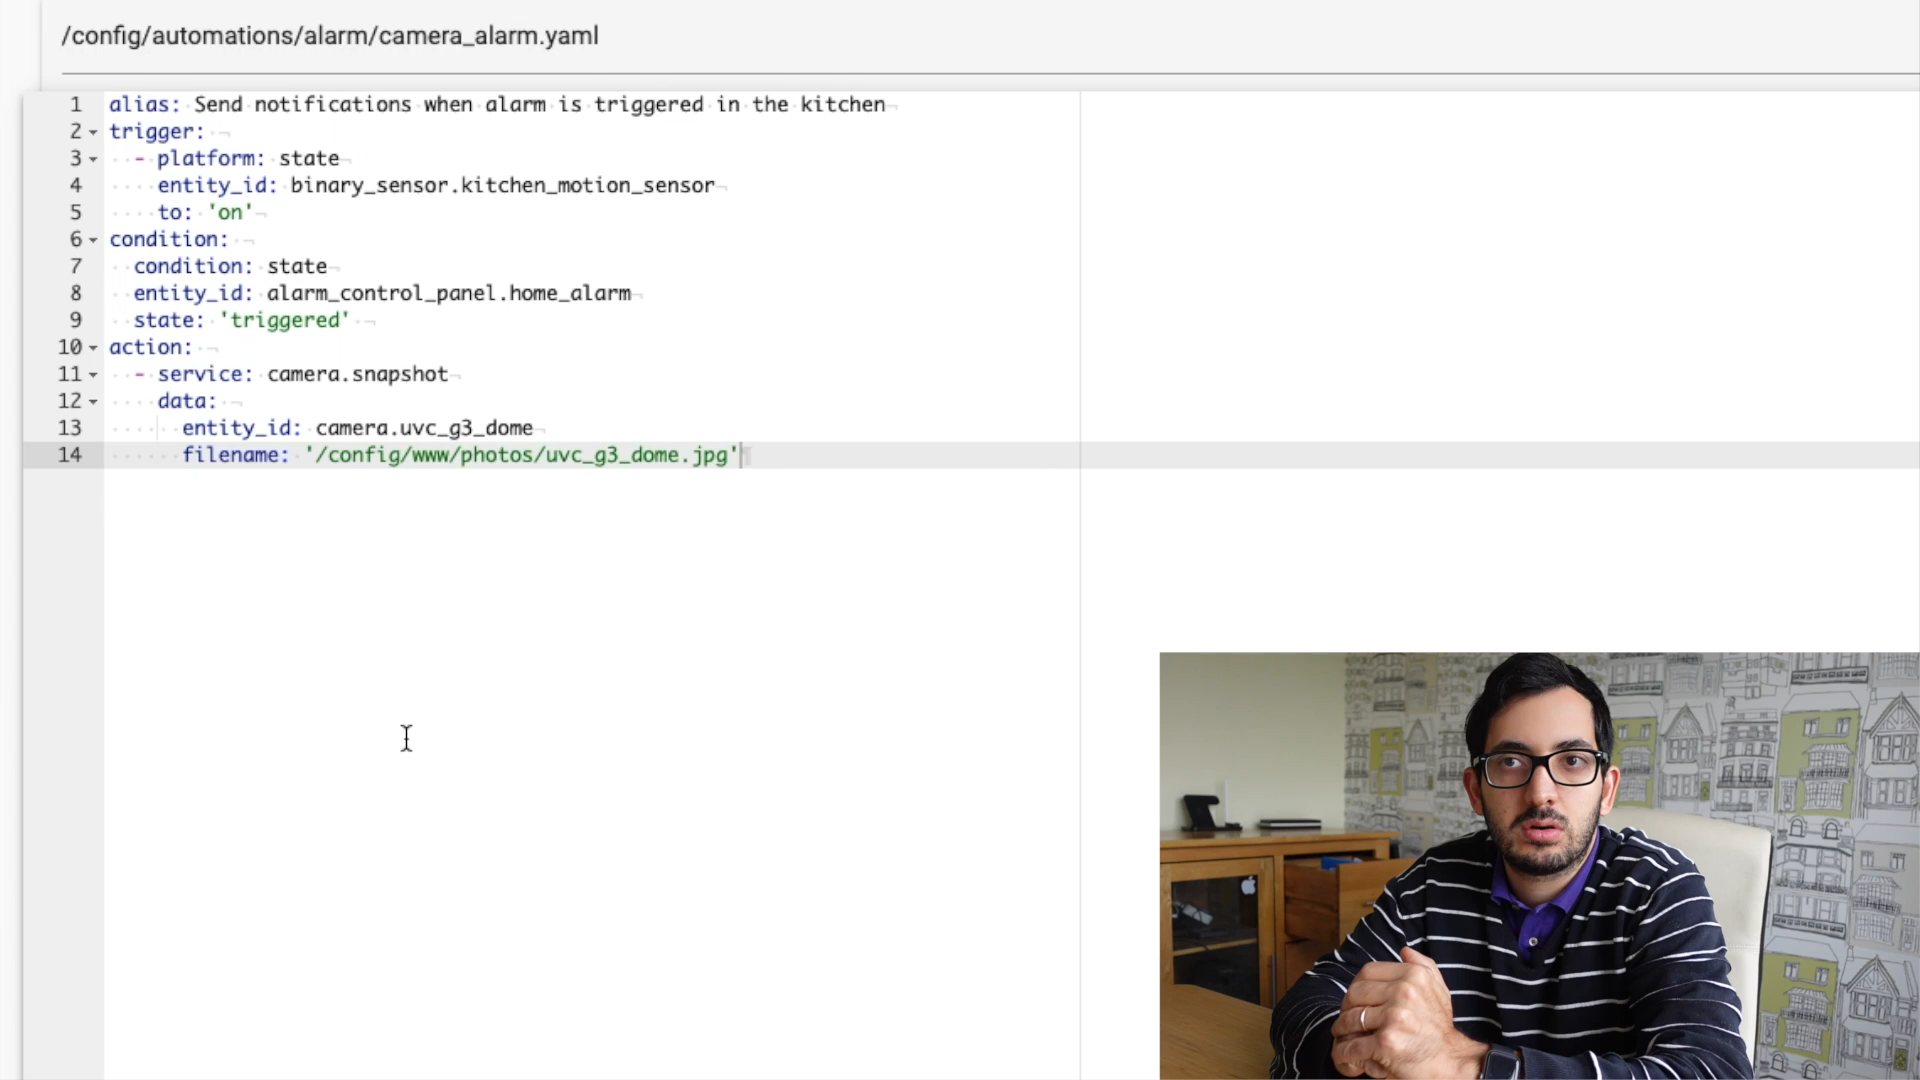 /config/automations/alarm/camera_alarm.yaml
1 alias: Send notifications when alarm is triggered in the kitchen
2 trigger:
3   - platform: state
4     entity_id: binary_sensor.kitchen_motion_sensor
5     to: 'on'
6 condition:
7   condition: state
8   entity_id: alarm_control_panel.home_alarm
9   state: 'triggered'
10 action:
11   - service: camera.snapshot
12     data:
13       entity_id: camera.uvc_g3_dome
14       filename: '/config/www/photos/uvc_g3_dome.jpg'